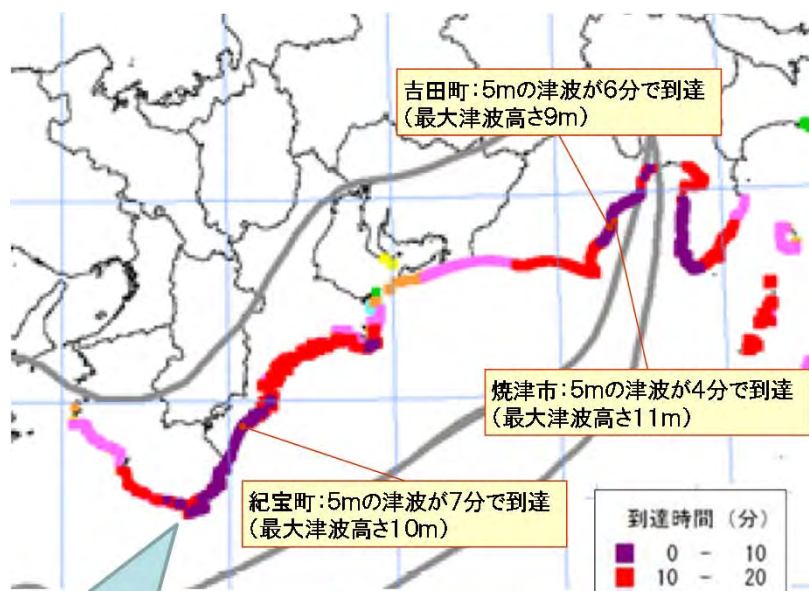 吉田町:5mの津波が6分で到達
(最大津波高さ9m)
焼津市:5mの津波が4分で到達
(最大津波高さ11m)
紀宝町:5mの津波が7分で到達
(最大津波高さ10m)
到達時間 (分)
0 - 10
10 - 20